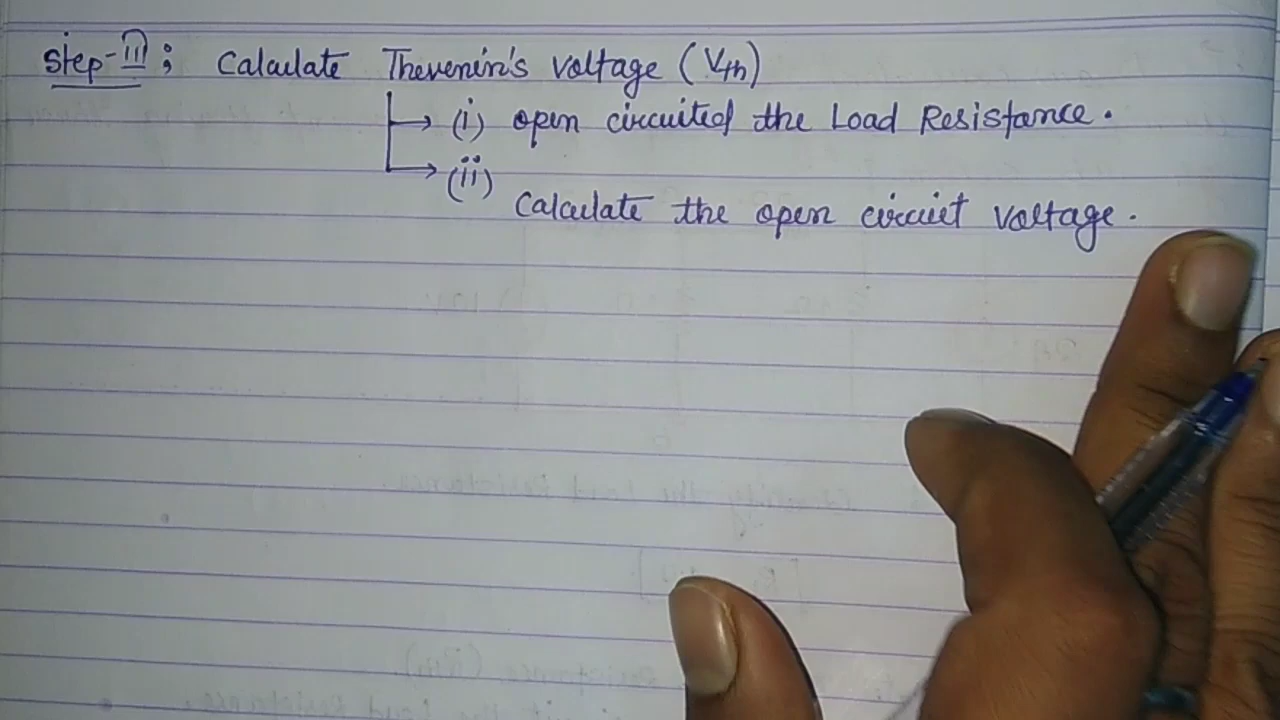 Step-III; Calculate Thevenin's Voltage (Vth)
(i) open circuited the Load Resistance.
(ii) Calculate the open circuit voltage.